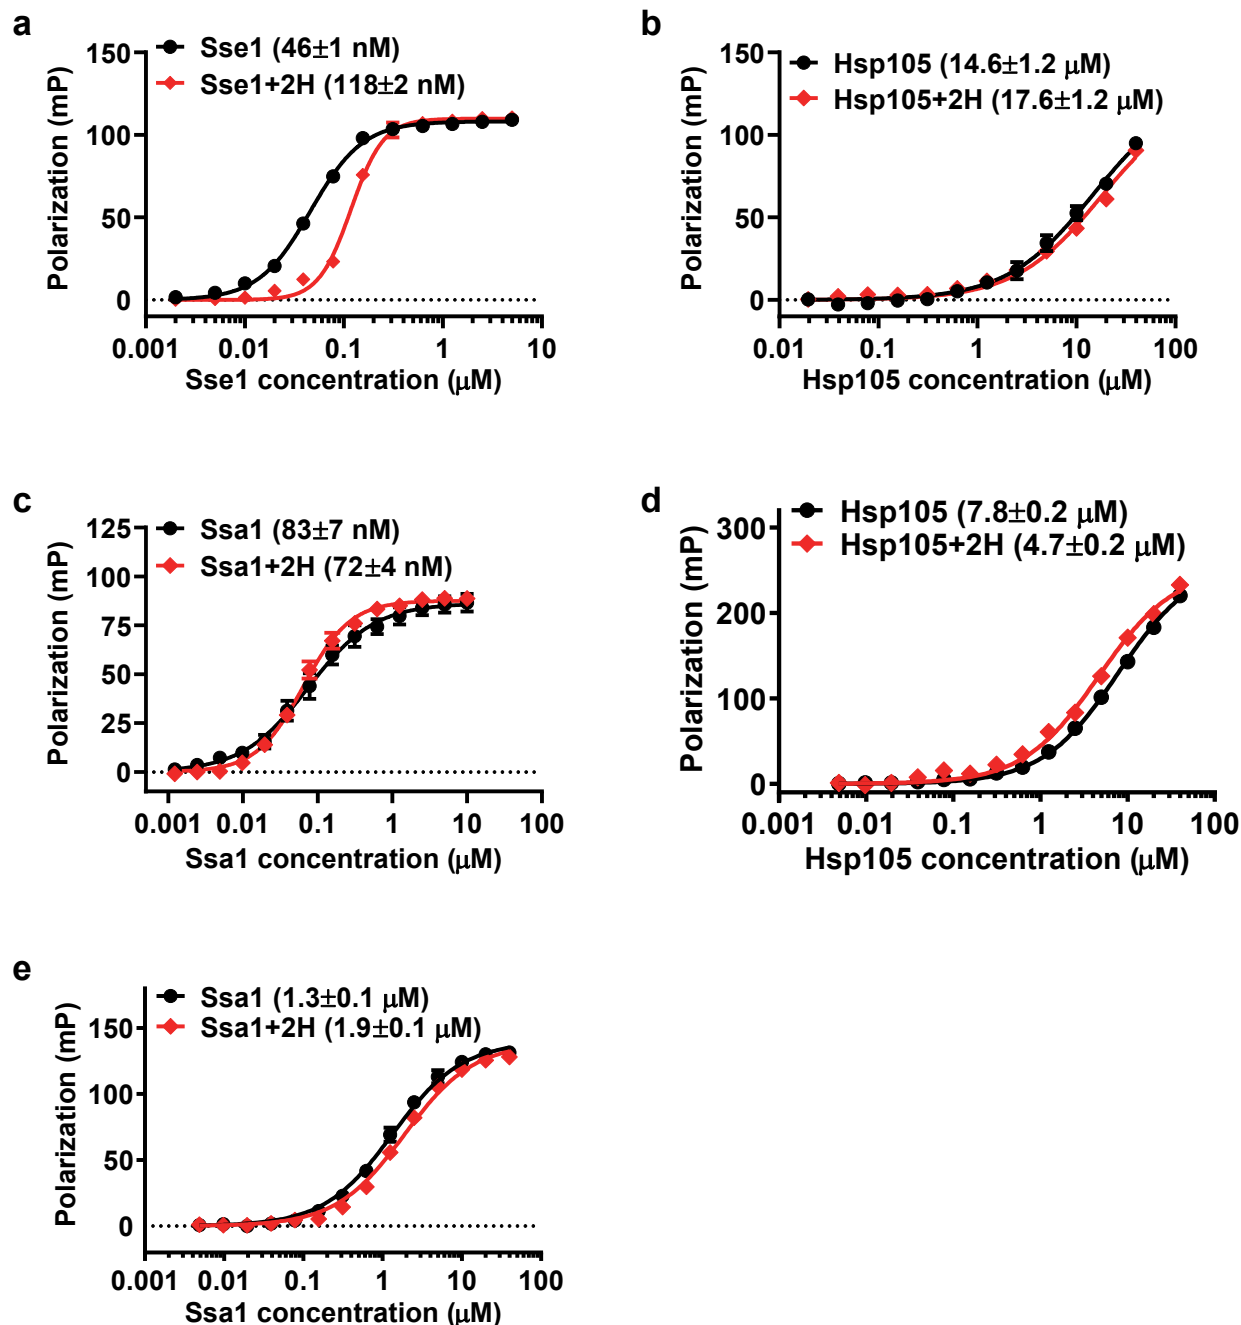 a
Sse1 (46±1 nM)
Sse1+2H (118±2 nM)
150
100
50
0
Polarization (mP)
0.001 0.01 0.1 1 10
Sse1 concentration (μM)
b
Hsp105 (14.6±1.2 μM)
Hsp105+2H (17.6±1.2 μM)
150
100
50
0
Polarization (mP)
0.01 0.1 1 10 100
Hsp105 concentration (μM)
c
Ssa1 (83±7 nM)
Ssa1+2H (72±4 nM)
125
100
75
50
25
0
Polarization (mP)
0.001 0.01 0.1 1 10 100
Ssa1 concentration (μM)
d
Hsp105 (7.8±0.2 μM)
Hsp105+2H (4.7±0.2 μM)
300
200
100
0
Polarization (mP)
0.001 0.01 0.1 1 10 100
Hsp105 concentration (μM)
e
Ssa1 (1.3±0.1 μM)
Ssa1+2H (1.9±0.1 μM)
150
100
50
0
Polarization (mP)
0.001 0.01 0.1 1 10 100
Ssa1 concentration (μM)